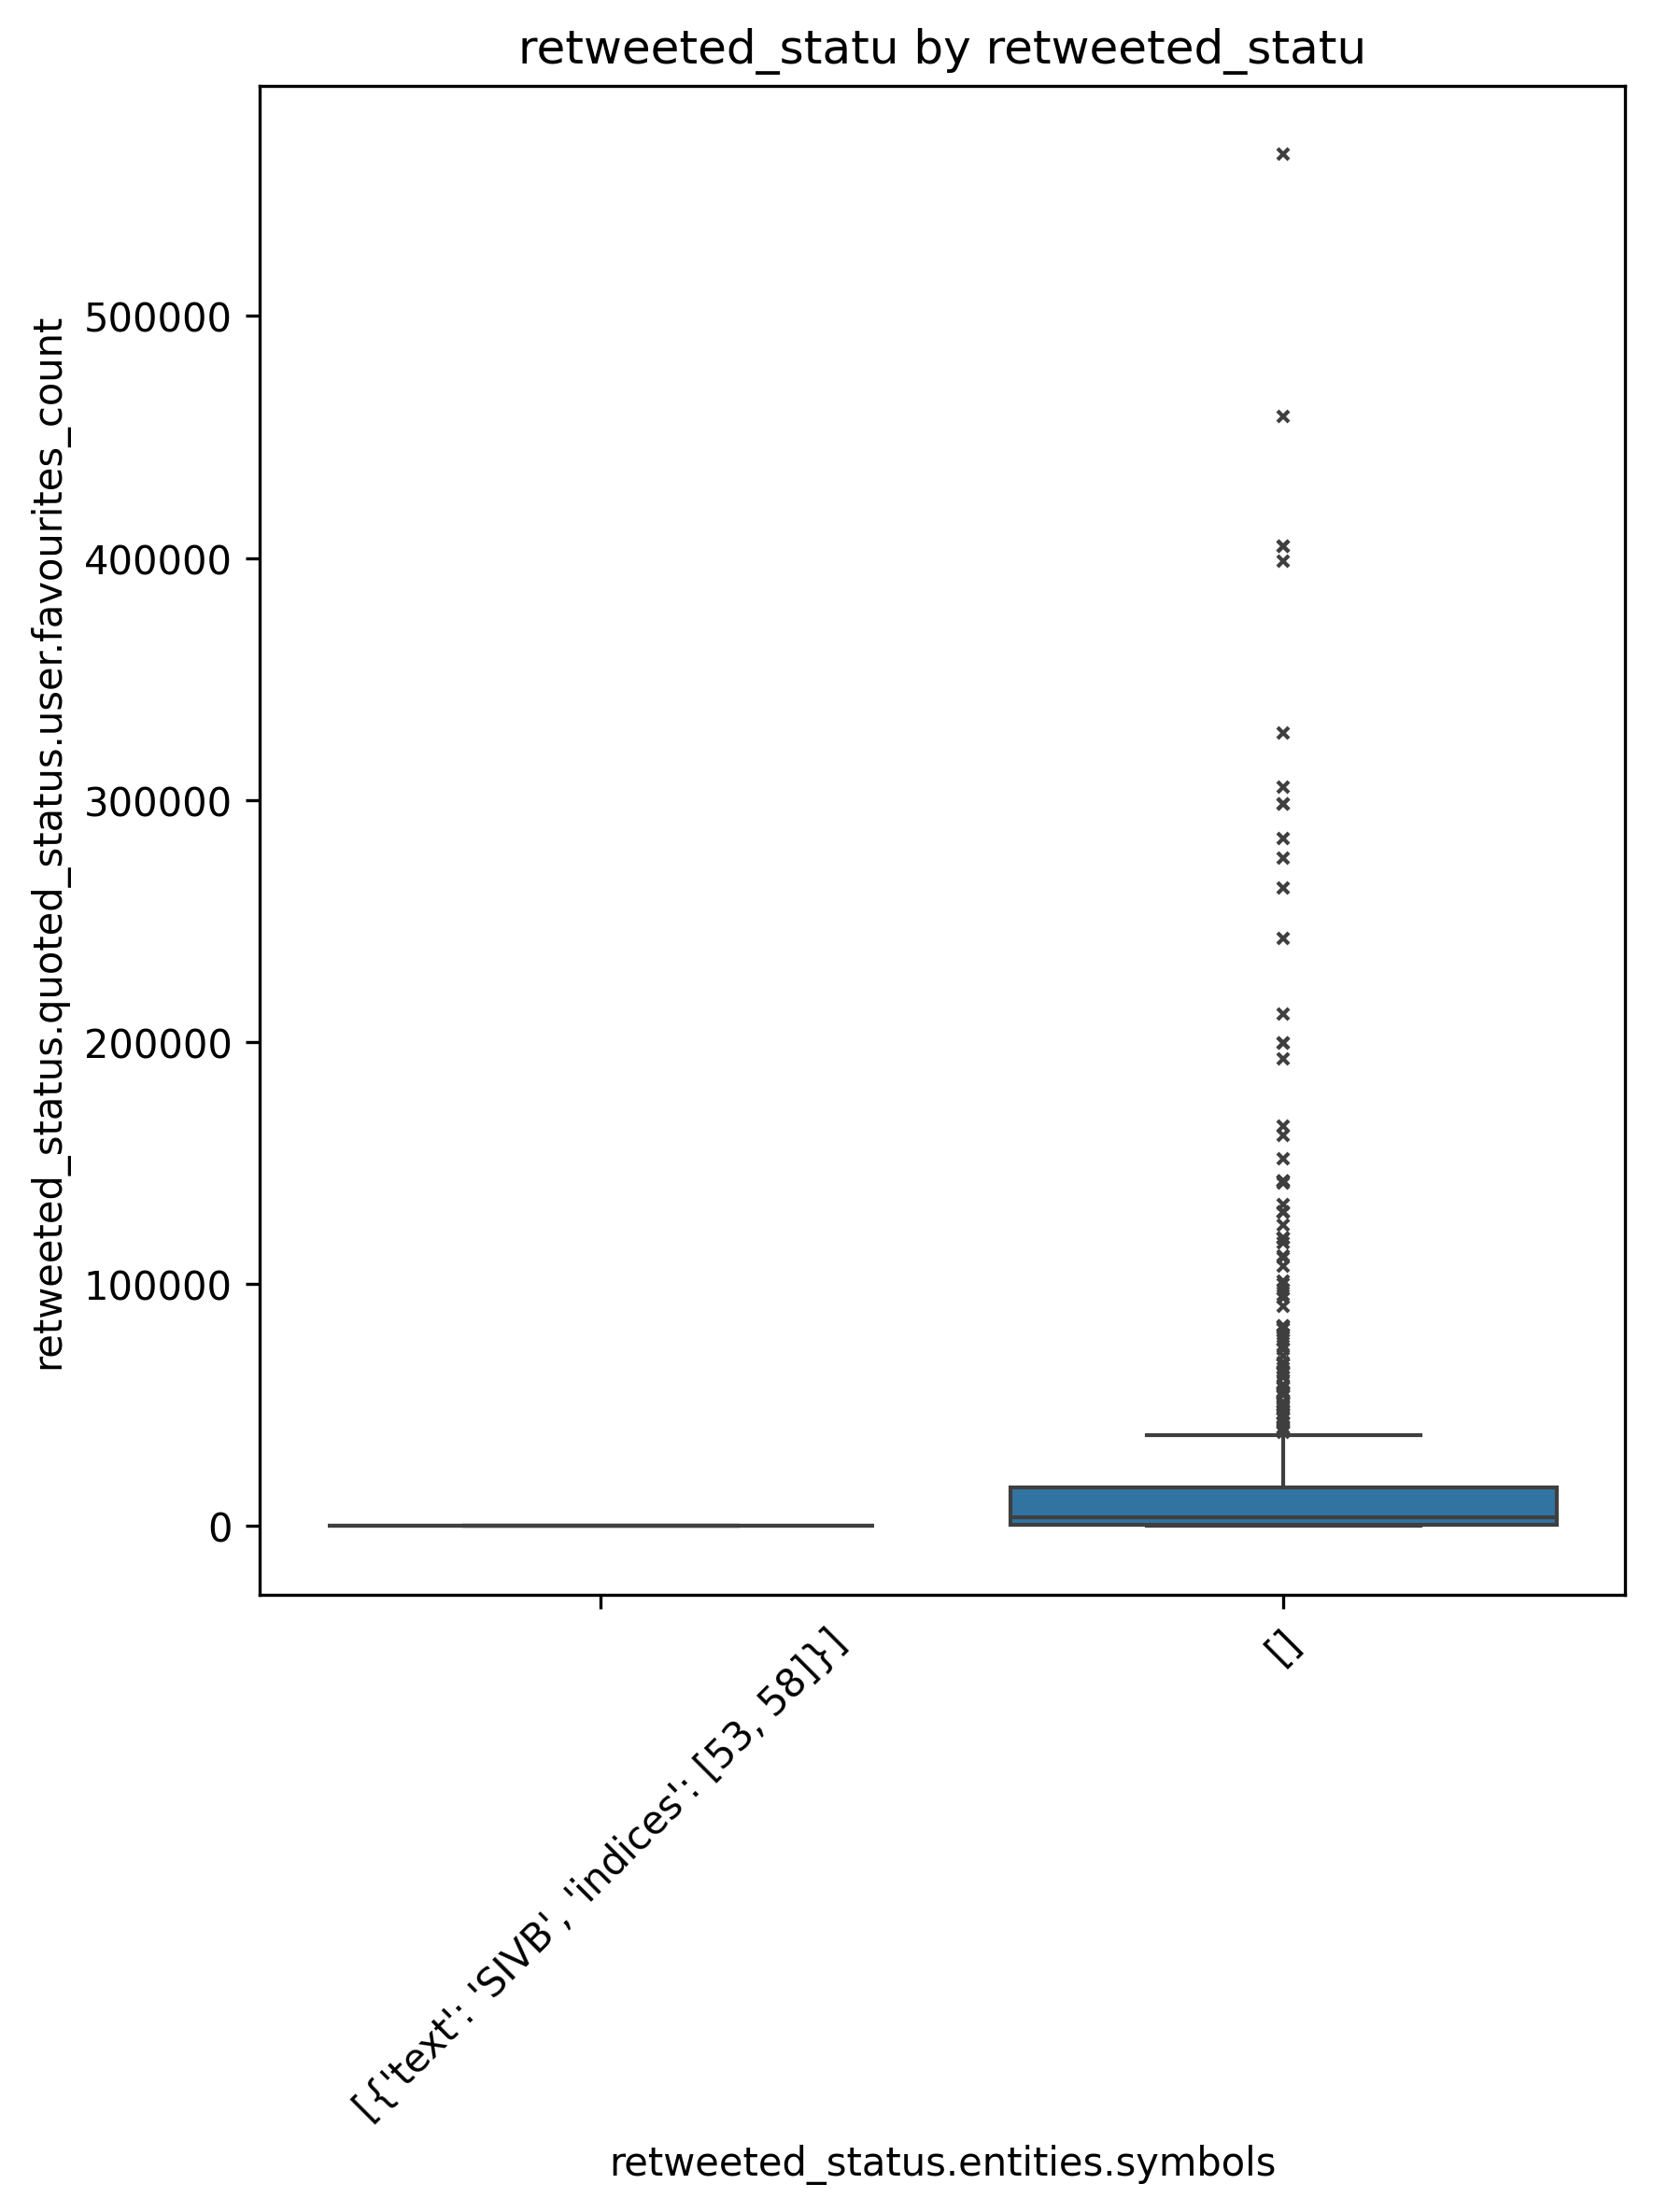 retweeted_statu by retweeted_statu
retweeted_status.quoted_status.user.favourites_count
500000
400000
300000
200000
100000
0
[{'text': 'SIVB', 'indices': [53, 58]}]
[]
retweeted_status.entities.symbols